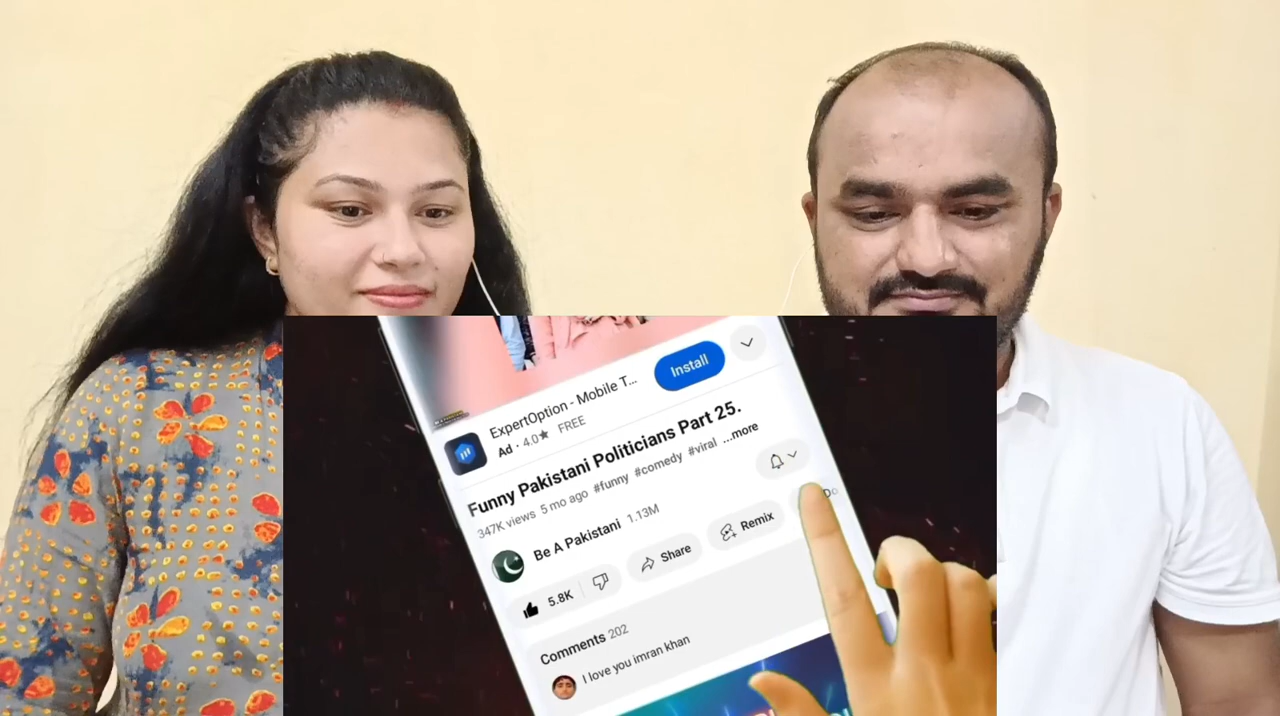 ExpertOption - Mobile T...
Ad · 4.0★ FREE
Install
Funny Pakistani Politicians Part 25.
347K views 5 mo ago #funny #comedy #viral ...more
Be A Pakistani 1.13M
5.8K
Share
Remix
Comments 202
I love you imran khan